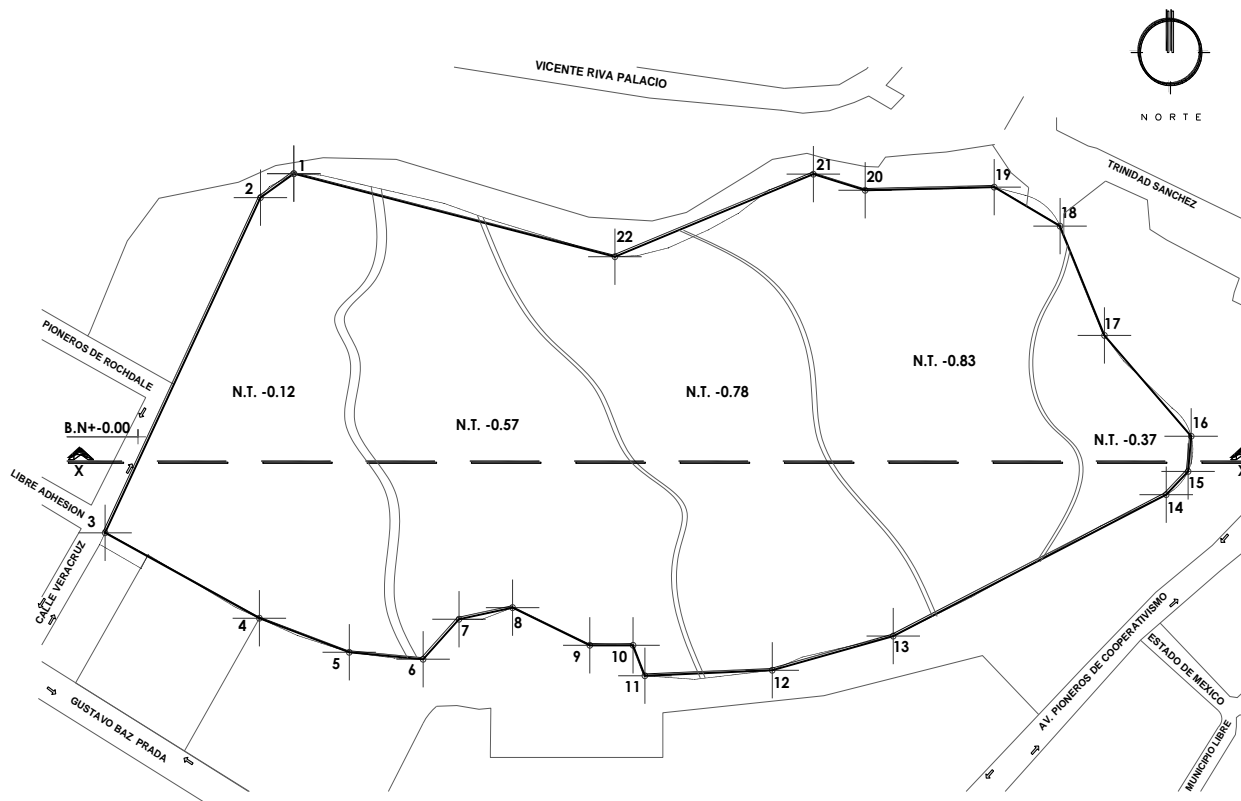 VICENTE RIVA PALACIO
NORTE
TRINIDAD SANCHEZ
1
2
21
20
19
18
22
17
PIONEROS DE ROCHDALE
N.T. -0.12
N.T. -0.57
N.T. -0.78
N.T. -0.83
N.T. -0.37
B.N+-0.00
16
X
X
15
14
LIBRE ADHESION
3
CALLE VERACRUZ
4
5
6
7
8
9
10
11
12
13
GUSTAVO BAZ PRADA
AV. PIONEROS DE COOPERATIVISMO
ESTADO DE MEXICO
MUNICIPIO LIBRE